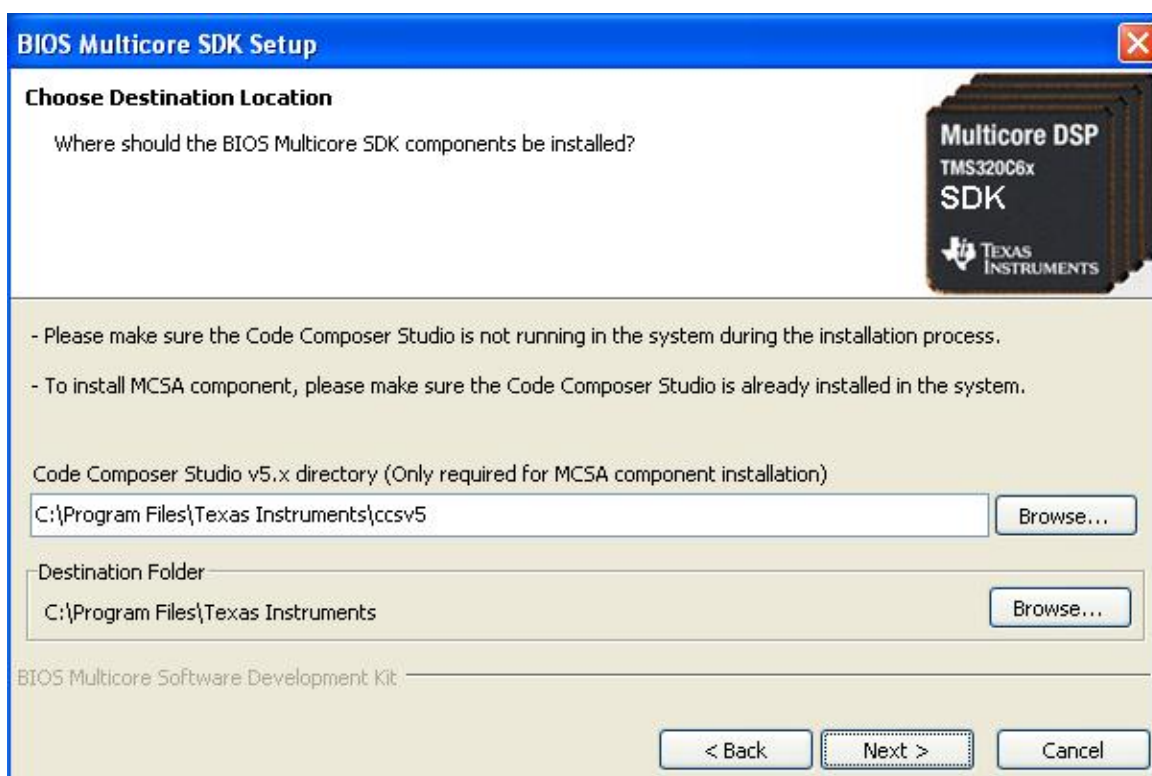 BIOS Multicore SDK Setup
Choose Destination Location
Where should the BIOS Multicore SDK components be installed?
Multicore DSP
TMS320C6x
SDK
TEXAS
INSTRUMENTS
- Please make sure the Code Composer Studio is not running in the system during the installation process.
- To install MCSA component, please make sure the Code Composer Studio is already installed in the system.
Code Composer Studio v5.x directory (Only required for MCSA component installation)
C:\Program Files\Texas Instruments\ccsv5
Browse...
Destination Folder
C:\Program Files\Texas Instruments
Browse...
BIOS Multicore Software Development Kit
< Back
Next >
Cancel